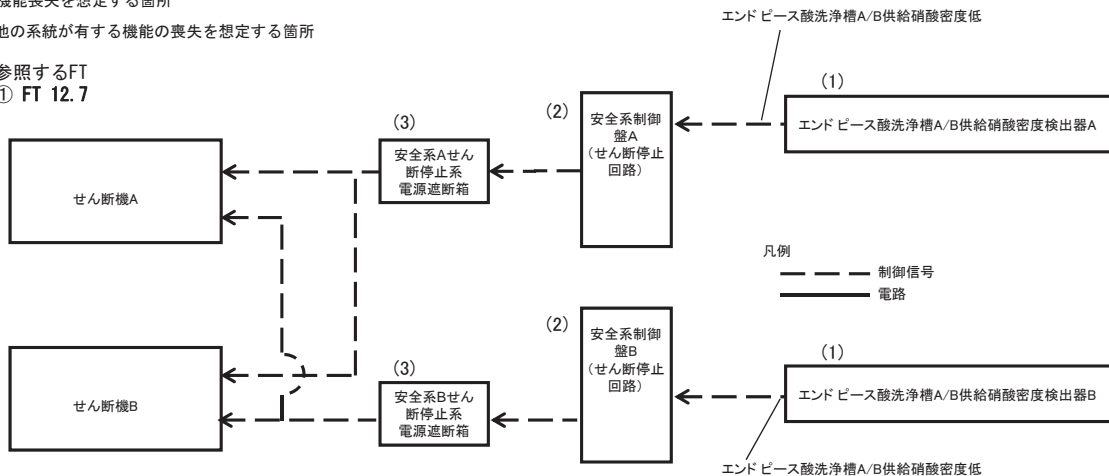 機能喪失を想定する箇所
他の系統が有する機能の喪失を想定する箇所
参照するFT
① FT 12.7
エンドピース酸洗浄槽A/B供給硝酸密度低
(1)
エンドピース酸洗浄槽A/B供給硝酸密度検出器A
(2)
安全系制御
盤A
(せん断停止
回路)
(3)
安全系Aせん
断停止系
電源遮断箱
せん断機A
凡例
制御信号
電路
(2)
安全系制御
盤B
(せん断停止
回路)
(1)
エンドピース酸洗浄槽A/B供給硝酸密度検出器B
(3)
安全系Bせん
断停止系
電源遮断箱
せん断機B
エンドピース酸洗浄槽A/B供給硝酸密度低